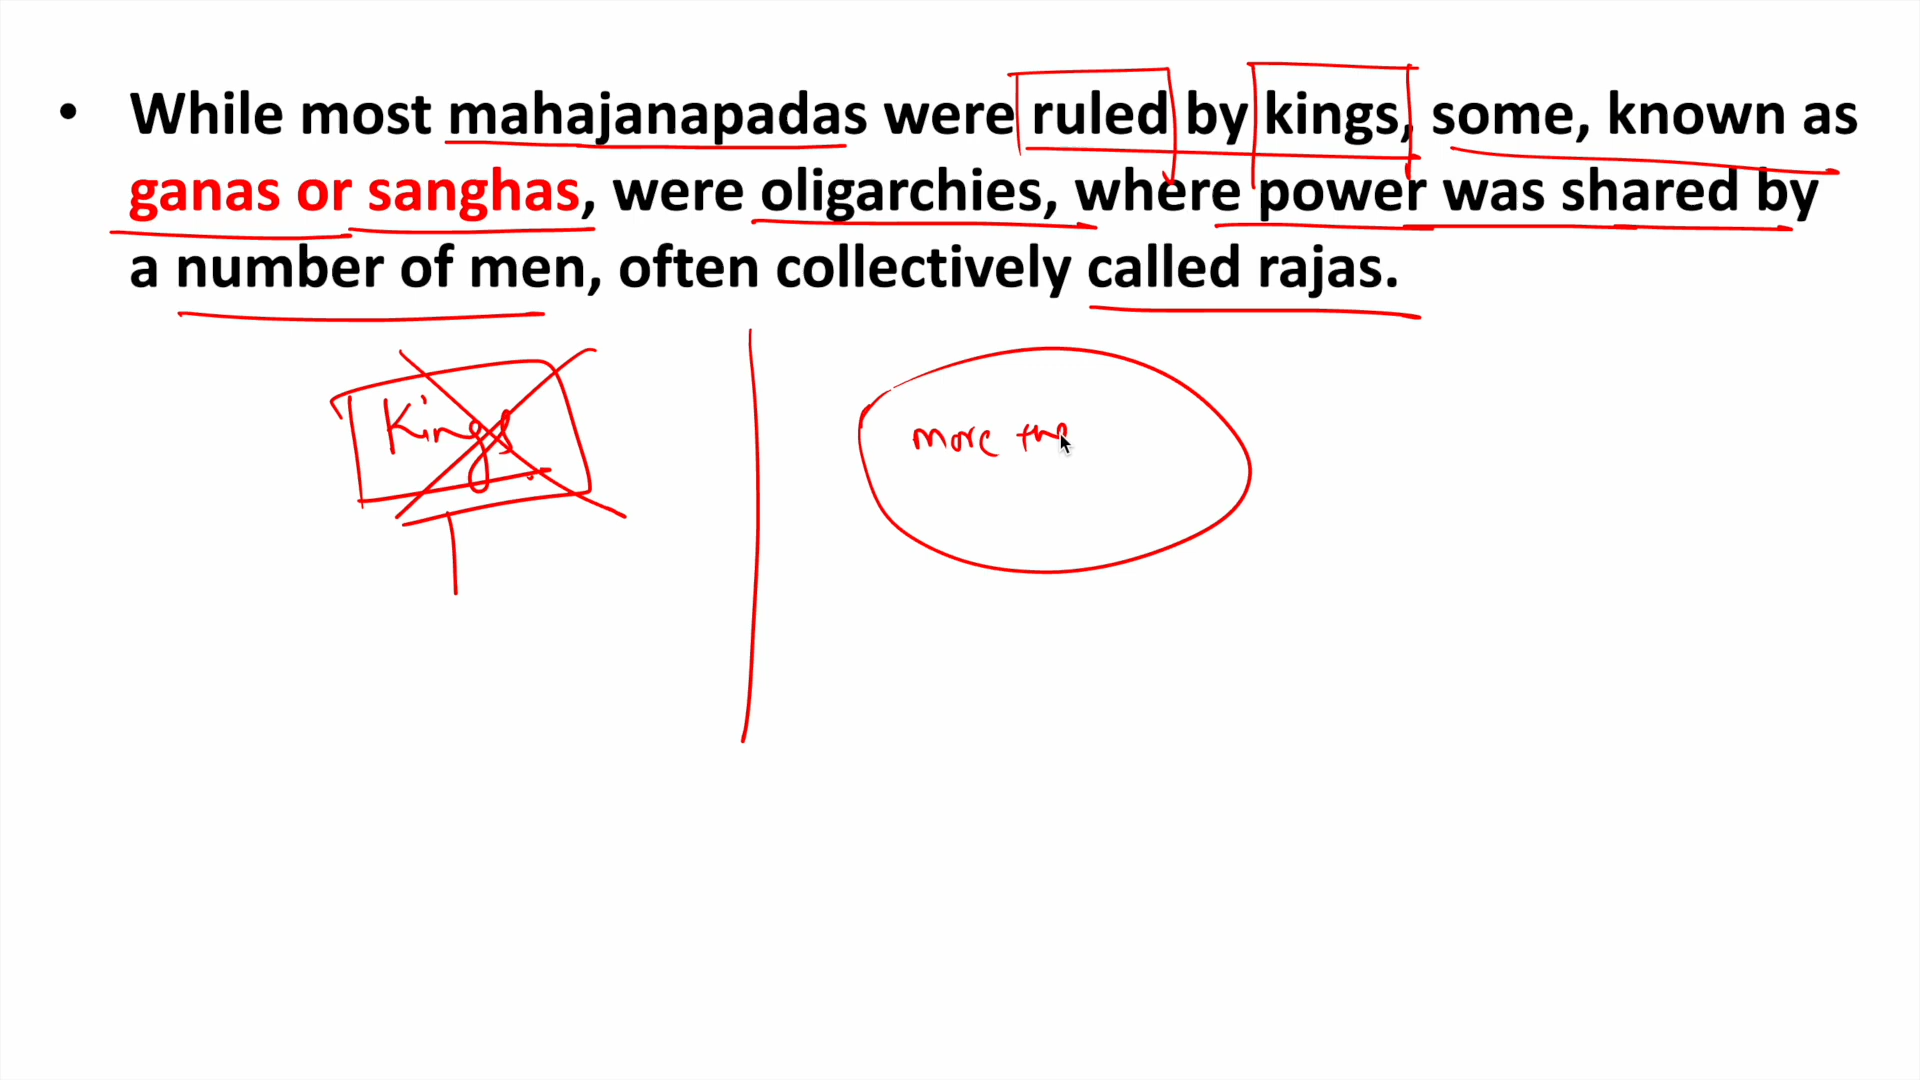 • While most mahajanapadas were ruled by kings, some, known as
ganas or sanghas, were oligarchies, where power was shared by
a number of men, often collectively called rajas.
more